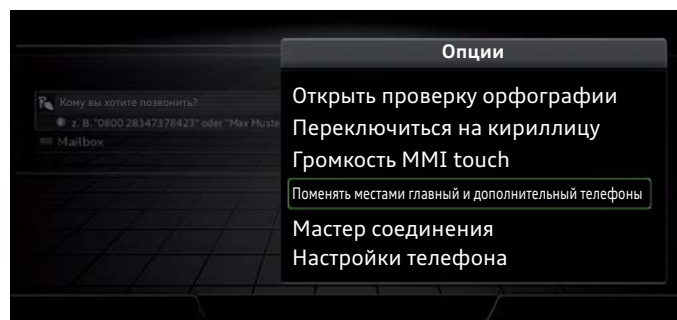 Опции
Кому вы хотите позвонить?
z. B. "0800 28347378423" oder "Max Muste
Mailbox
Открыть проверку орфографии
Переключиться на кириллицу
Громкость MMI touch
Поменять местами главный и дополнительный телефоны
Мастер соединения
Настройки телефона